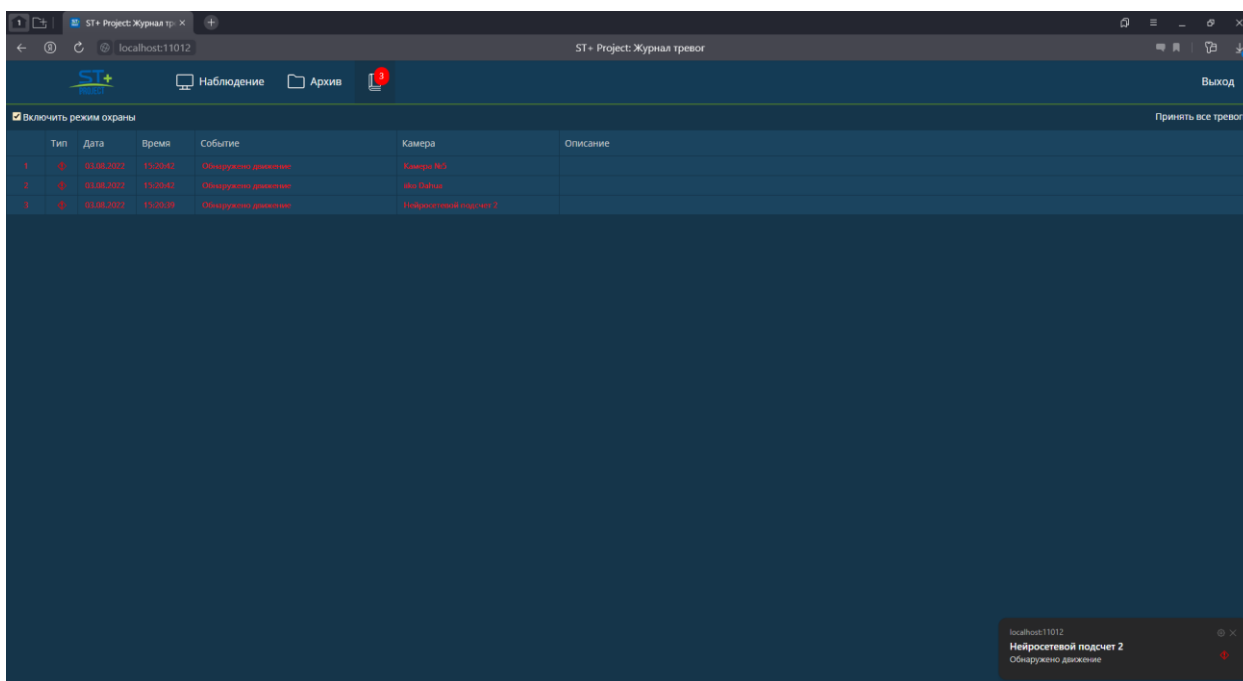 1 ST+ Project: Журнал тр
localhost:11012 ST+ Project: Журнал тревог
ST+ PROJECT Наблюдение Архив 3 Выход
Включить режим охраны Принять все тревог
Тип Дата Время Событие Камера Описание
1 03.08.2022 15:20:42 Обнаружено движение Камера №5
2 03.08.2022 15:20:42 Обнаружено движение Dahua
3 03.08.2022 15:20:39 Обнаружено движение Нейросетевой подсчет 2
localhost:11012
Нейросетевой подсчет 2
Обнаружено движение